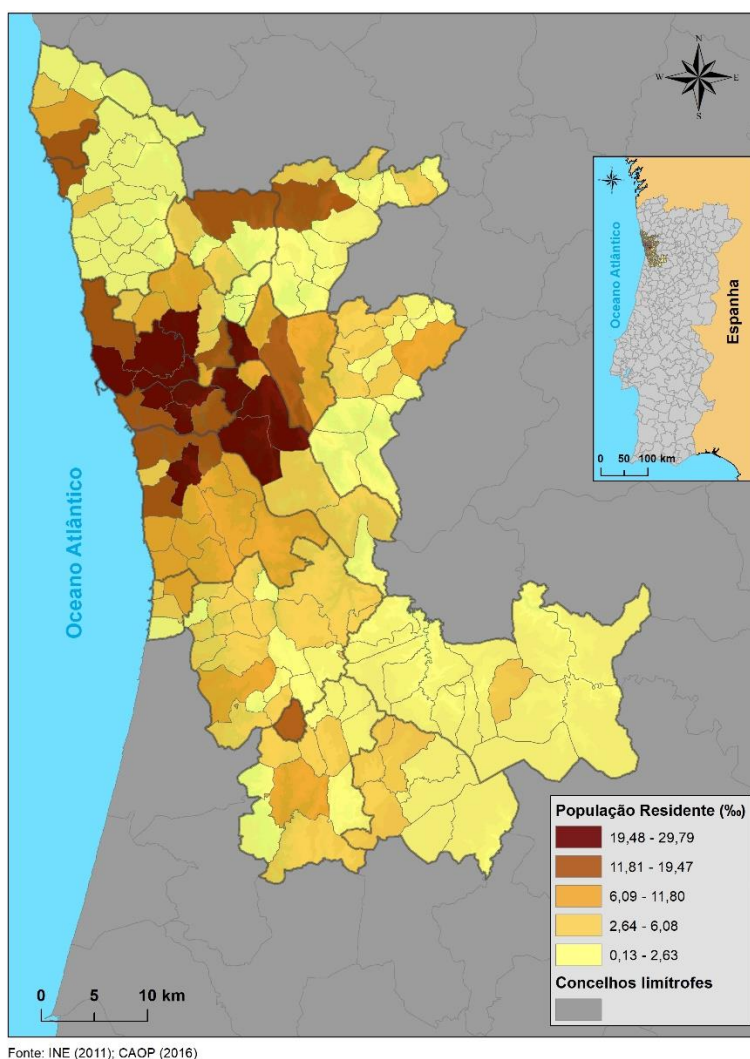 N
W E
S
Oceano Atlântico
Espanha
0 50 100 km
Oceano Atlântico
População Residente (‰)
19,48 - 29,79
11,81 - 19,47
6,09 - 11,80
2,64 - 6,08
0,13 - 2,63
Concelhos limítrofes
0 5 10 km
Fonte: INE (2011); CAOP (2016)